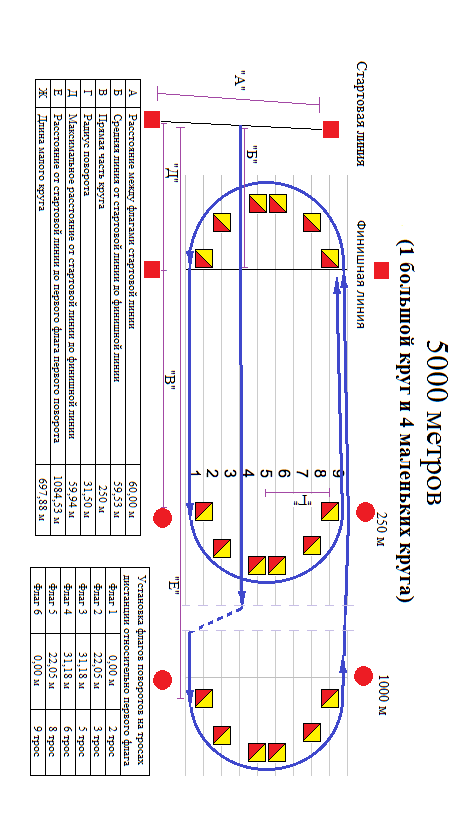 5000 метров
(1 большой круг и 4 маленьких круга)
Стартовая линия
Финишная линия
250 м
1000 м
"А"
"Б"
"Д"
"В"
"Г"
"Е"
1
2
3
4
5
6
7
8
9
А Расстояние между флагами стартовой линии 60,00 м
Б Средняя линия от стартовой линии до финишной линии 59,53 м
В Прямая часть круга 250 м
Г Радиус поворота 31,50 м
Д Максимальное расстояние от стартовой линии до финишной линии 59,94 м
Е Расстояние от стартовой линии до первого флага первого поворота 1084,53 м
Ж Длина малого круга 697,88 м
Установка флагов поворотов на тросах
дистанции относительно первого флага
Флаг 1 0,00 м 2 трос
Флаг 2 22,05 м 3 трос
Флаг 3 31,18 м 5 трос
Флаг 4 31,18 м 6 трос
Флаг 5 22,05 м 8 трос
Флаг 6 0,00 м 9 трос